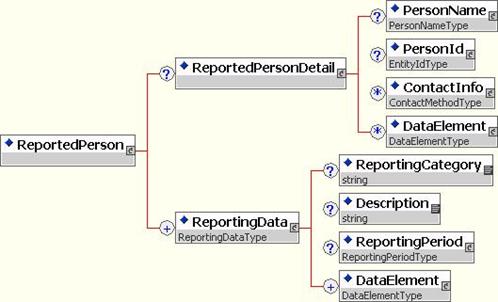 PersonName
PersonNameType
ReportedPersonDetail
PersonId
EntityIdType
ContactInfo
ContactMethodType
DataElement
DataElementType
ReportedPerson
ReportingCategory
string
ReportingData
ReportingDataType
Description
string
ReportingPeriod
ReportingPeriodType
DataElement
DataElementType